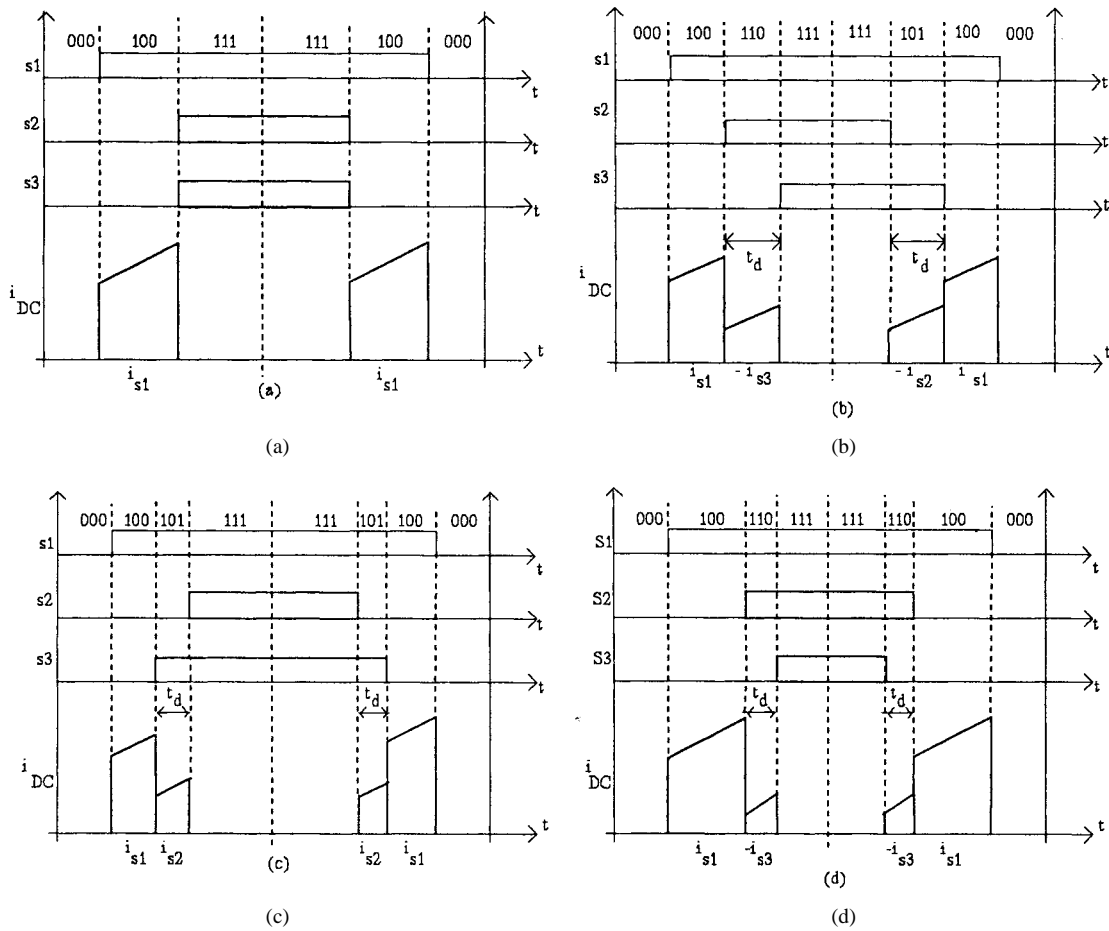 000 100 111 111 100 000
s1
t
s2
t
s3
t
i DC
t
i s1 i s1
(a)
(a)
000 100 110 111 111 101 100 000
s1
t
s2
t
s3
t
t d t d
i DC
t
i s1 -i s3 -i s2 i s1
(b)
(b)
000 100 101 111 111 101 100 000
s1
t
s2
t
s3
t
t d t d
i DC
t
i s1 i s2 i s2 i s1
(c)
(c)
000 100 110 111 111 110 100 000
S1
t
S2
t
S3
t
t d t d
i DC
t
i s1 -i s3 -i s3 i s1
(d)
(d)